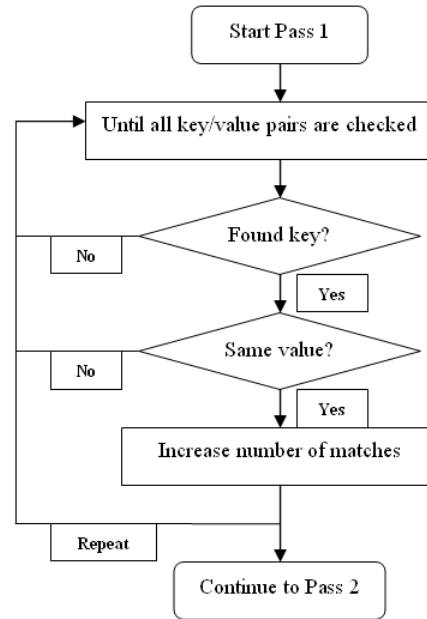 Start Pass 1
Until all key/value pairs are checked
Found key?
No
Yes
Same value?
No
Yes
Increase number of matches
Repeat
Continue to Pass 2